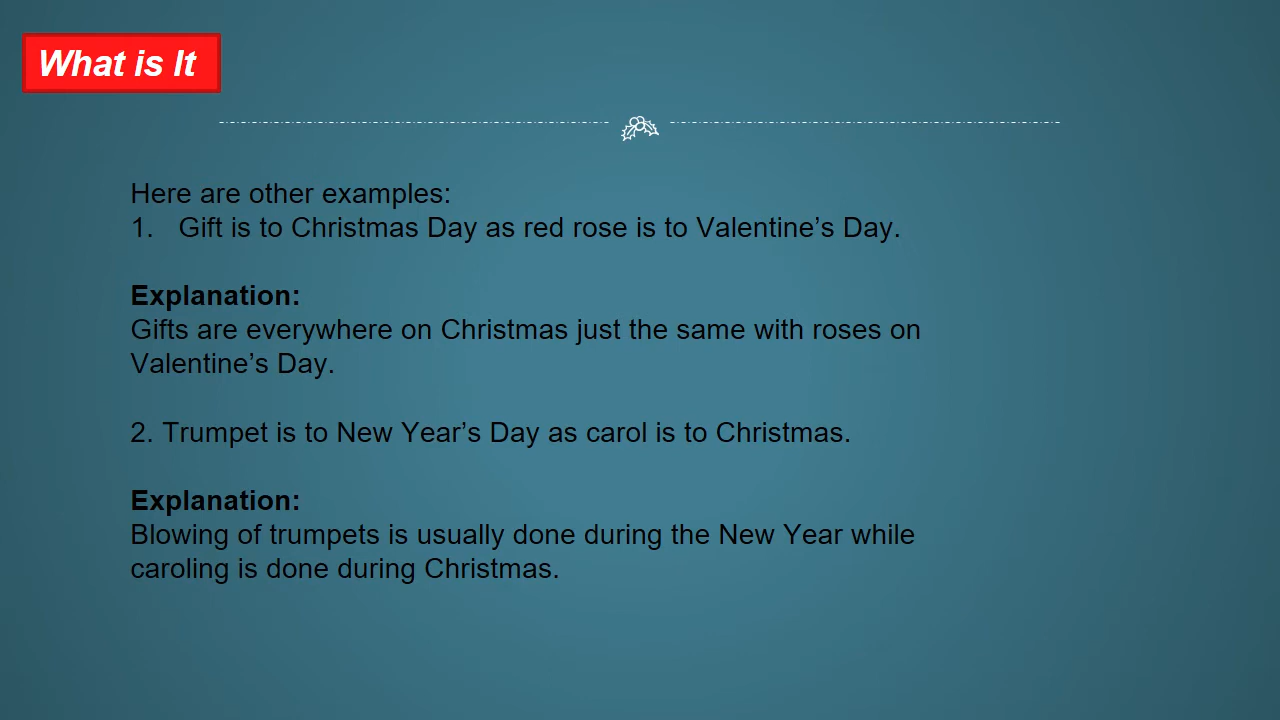 What is It
Here are other examples:
1. Gift is to Christmas Day as red rose is to Valentine’s Day.
Explanation:
Gifts are everywhere on Christmas just the same with roses on
Valentine’s Day.
2. Trumpet is to New Year’s Day as carol is to Christmas.
Explanation:
Blowing of trumpets is usually done during the New Year while
caroling is done during Christmas.